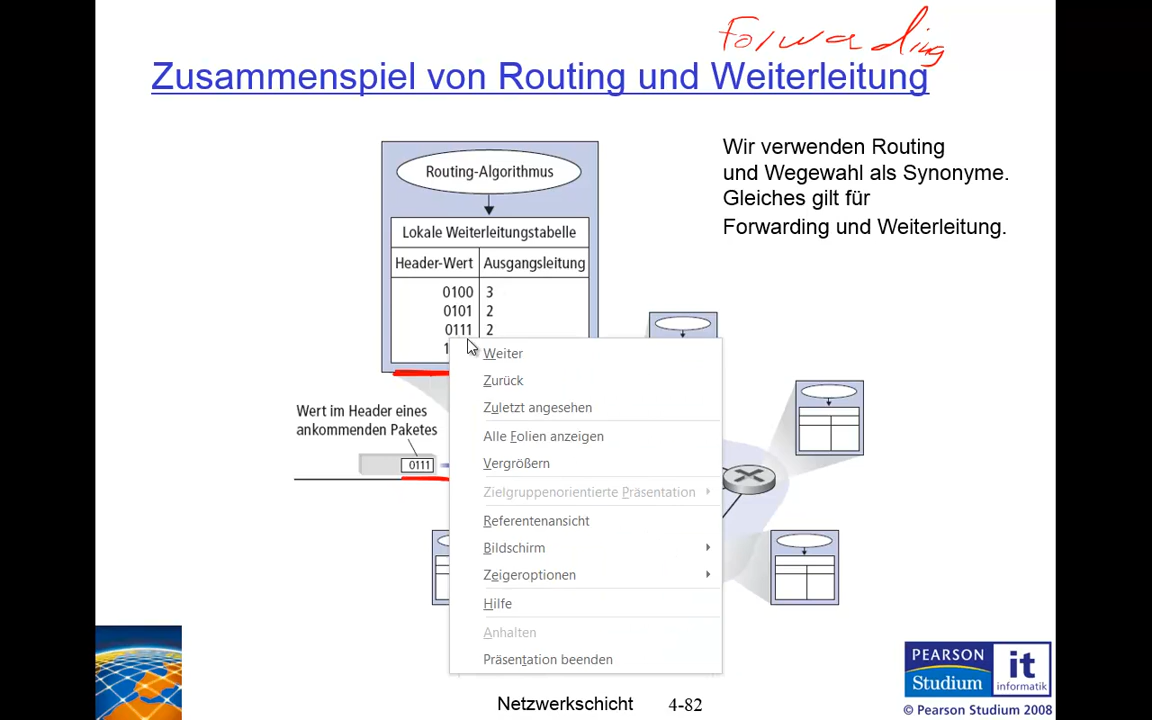 Forwarding
Zusammenspiel von Routing und Weiterleitung
Wir verwenden Routing
und Wegewahl als Synonyme.
Gleiches gilt für
Forwarding und Weiterleitung.
Routing-Algorithmus
Lokale Weiterleitungstabelle
Header-Wert Ausgangsleitung
0100 3
0101 2
0111 2
1
Wert im Header eines
ankommenden Paketes
0111
Weiter
Zurück
Zuletzt angesehen
Alle Folien anzeigen
Vergrößern
Zielgruppenorientierte Präsentation
Referentenansicht
Bildschirm
Zeigeroptionen
Hilfe
Anhalten
Präsentation beenden
Netzwerkschicht 4-82
PEARSON
Studium
it
informatik
© Pearson Studium 2008